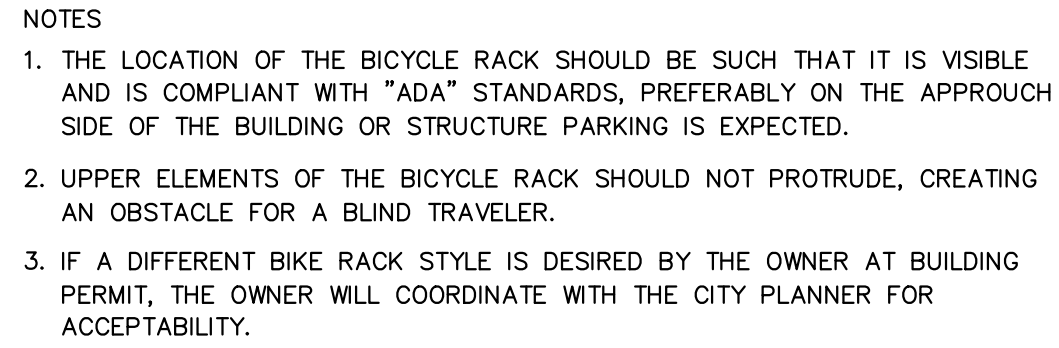 NOTES
1. THE LOCATION OF THE BICYCLE RACK SHOULD BE SUCH THAT IT IS VISIBLE
AND IS COMPLIANT WITH "ADA" STANDARDS, PREFERABLY ON THE APPROUCH
SIDE OF THE BUILDING OR STRUCTURE PARKING IS EXPECTED.
2. UPPER ELEMENTS OF THE BICYCLE RACK SHOULD NOT PROTRUDE, CREATING
AN OBSTACLE FOR A BLIND TRAVELER.
3. IF A DIFFERENT BIKE RACK STYLE IS DESIRED BY THE OWNER AT BUILDING
PERMIT, THE OWNER WILL COORDINATE WITH THE CITY PLANNER FOR
ACCEPTABILITY.